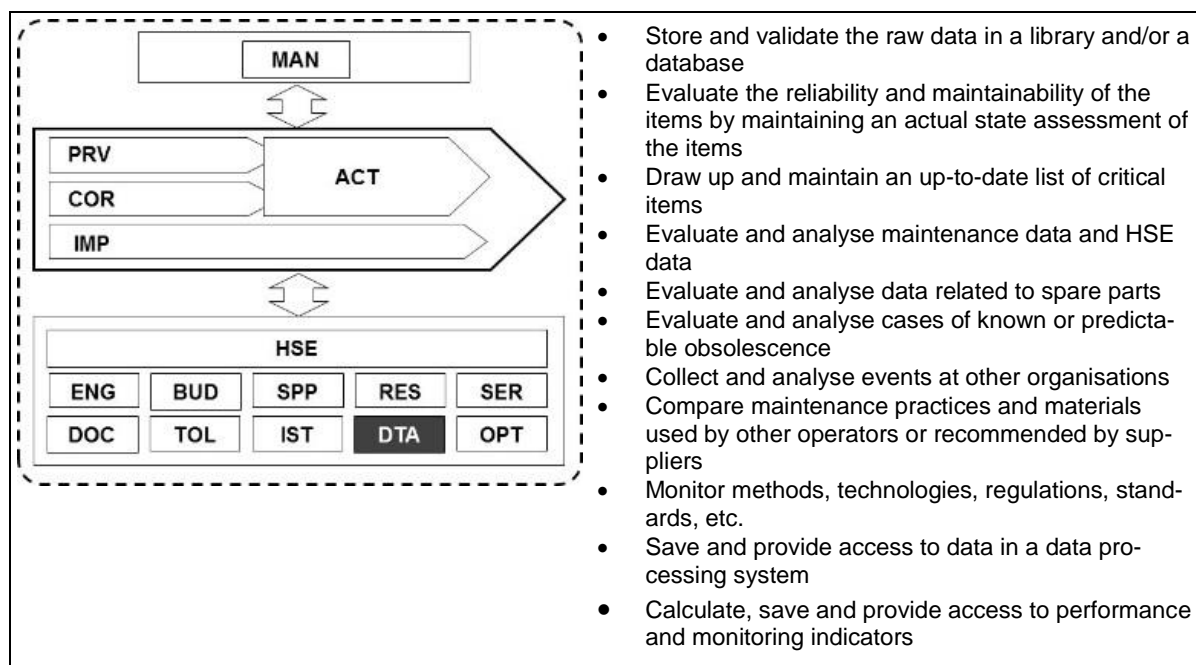 MAN
PRV
ACT
COR
IMP
HSE
ENG BUD SPP RES SER
DOC TOL IST DTA OPT
• Store and validate the raw data in a library and/or a
database
• Evaluate the reliability and maintainability of the
items by maintaining an actual state assessment of
the items
• Draw up and maintain an up-to-date list of critical
items
• Evaluate and analyse maintenance data and HSE
data
• Evaluate and analyse data related to spare parts
• Evaluate and analyse cases of known or predicta-
ble obsolescence
• Collect and analyse events at other organisations
• Compare maintenance practices and materials
used by other operators or recommended by sup-
pliers
• Monitor methods, technologies, regulations, stand-
ards, etc.
• Save and provide access to data in a data pro-
cessing system
• Calculate, save and provide access to performance
and monitoring indicators